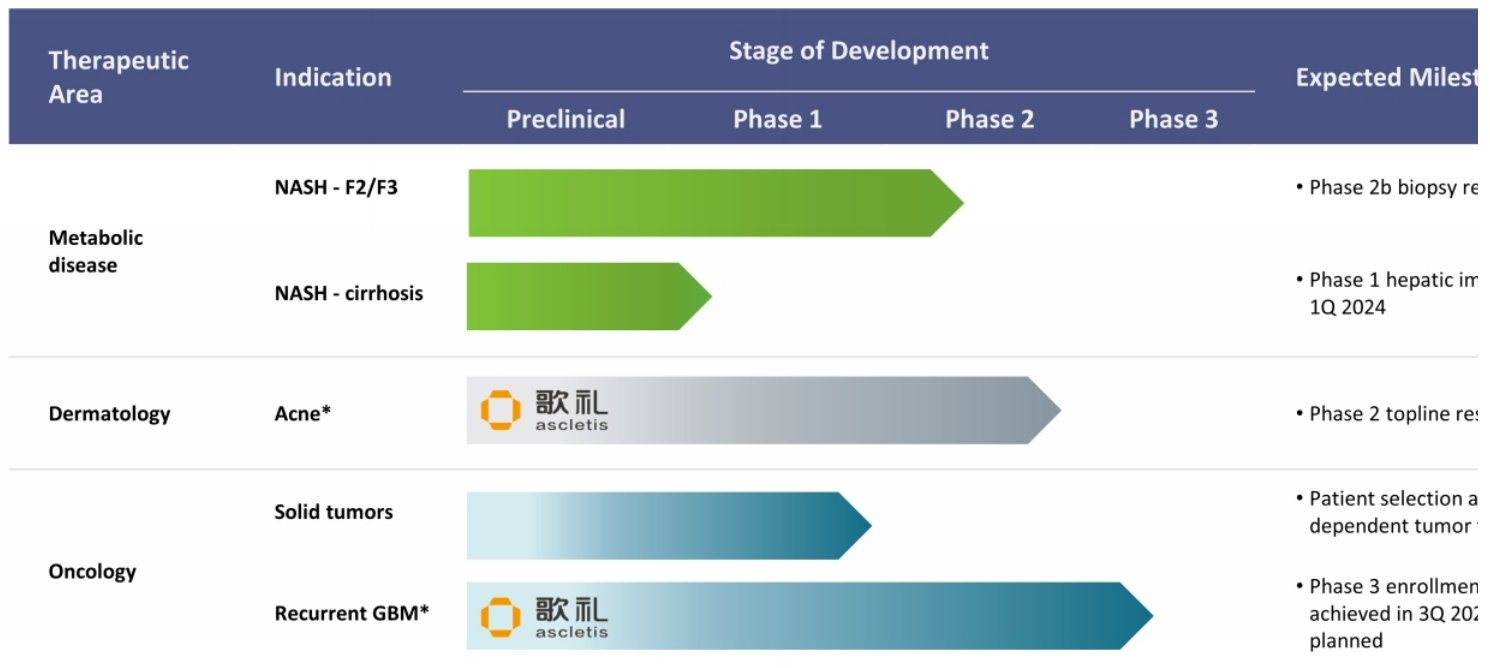 Therapeutic
Area
Indication
Stage of Development
Preclinical
Phase 1
Phase 2
Phase 3
Expected
Metabolic
disease
NASH - F2/F3
• Phase 2b biopsy
NASH - cirrhosis
• Phase 1 hepatic
1Q 2024
Dermatology
Acne*
歌礼
ascletis
• Phase 2 topline
Oncology
Solid tumors
• Patient selection
dependent tumor
Recurrent GBM*
歌礼
ascletis
• Phase 3
achieved in 3Q
planned